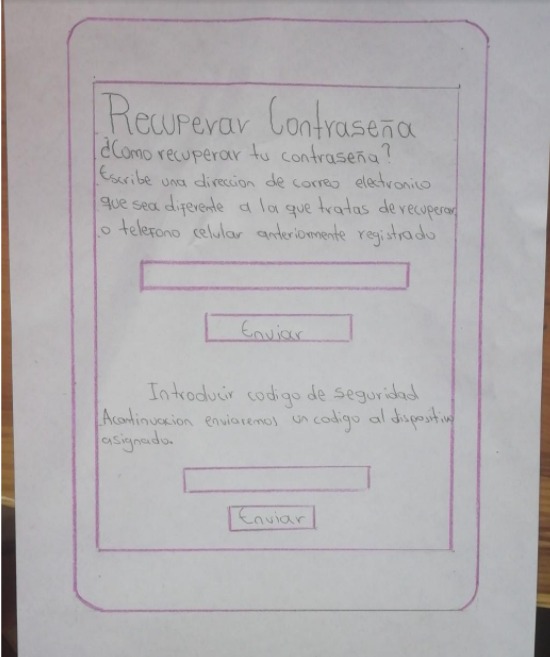 Recuperar Contraseña
¿Como recuperar tu contraseña?
Escribe una direccion de correo electronico
que sea diferente a la que tratas de recuperar
o telefono celular anteriormente registrado
Enviar
Introducir codigo de seguridad
Acontinuacion enviaremos un codigo al dispositivo
asignado.
Enviar